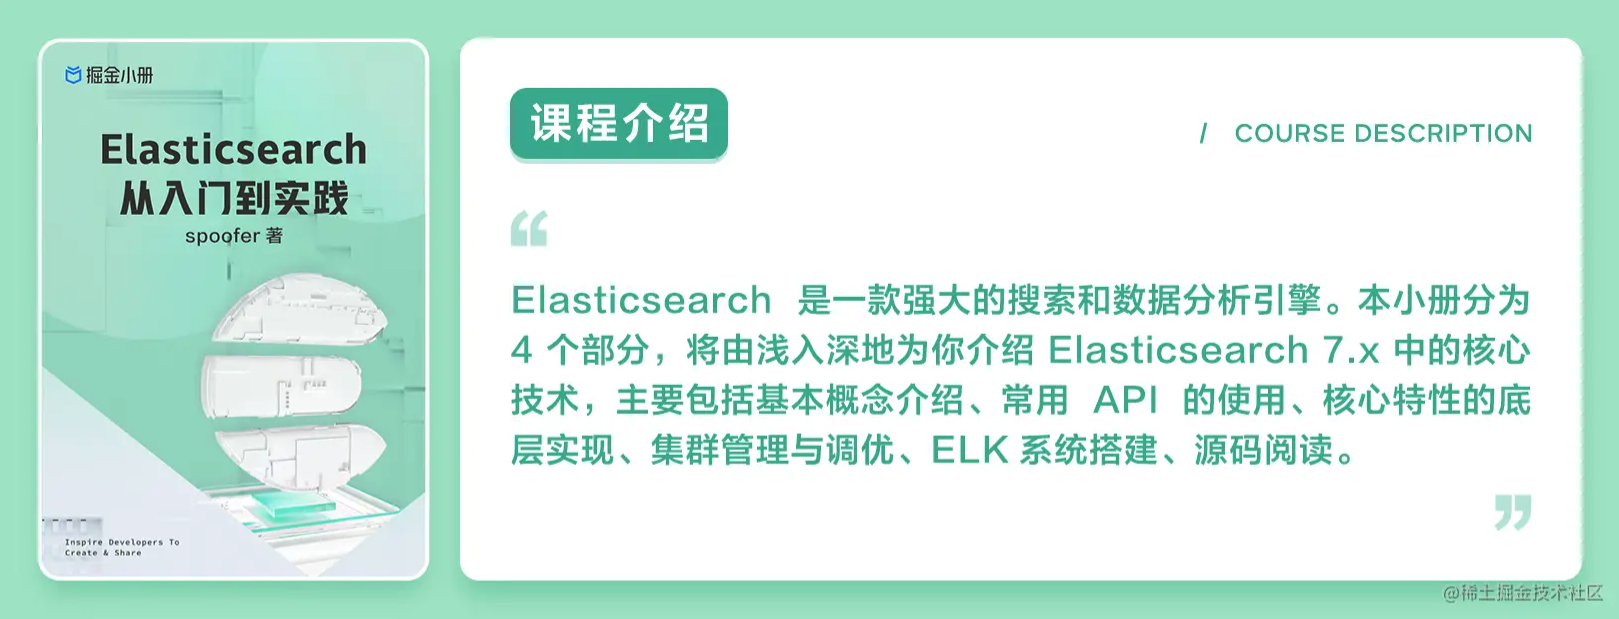 掘金小册
Elasticsearch
从入门到实践
spoofer 著
Inspire Developers To
Create & Share
课程介绍
/ COURSE DESCRIPTION
“
Elasticsearch 是一款强大的搜索和数据分析引擎。本小册分为
4 个部分，将由浅入深地为你介绍 Elasticsearch 7.x 中的核心
技术，主要包括基本概念介绍、常用 API 的使用、核心特性的底
层实现、集群管理与调优、ELK 系统搭建、源码阅读。
”
@稀土掘金技术社区